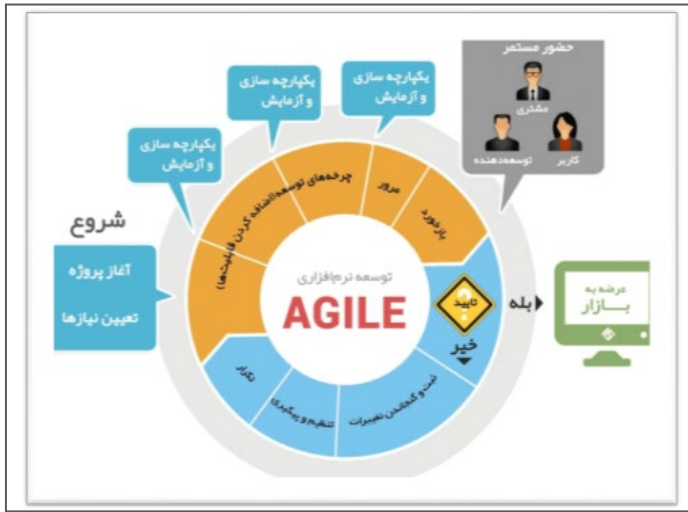 حضور مستمر
مشتری
توسعه‌دهنده
کاربر
یکپارچه سازی
و آزمایش
یکپارچه سازی
و آزمایش
یکپارچه سازی
و آزمایش
شروع
آغاز پروژه
تعیین نیازها
چرخه‌های توسعه(اضافه کردن قابلیت‌ها)
مرور
بازخورد
توسعه نرم‌افزاری
AGILE
تایید
?
بله
خیر
عرضه به
بـــازار
ثبت و گنجاندن تغییرات
تنظیم و پیگیری
تکرار